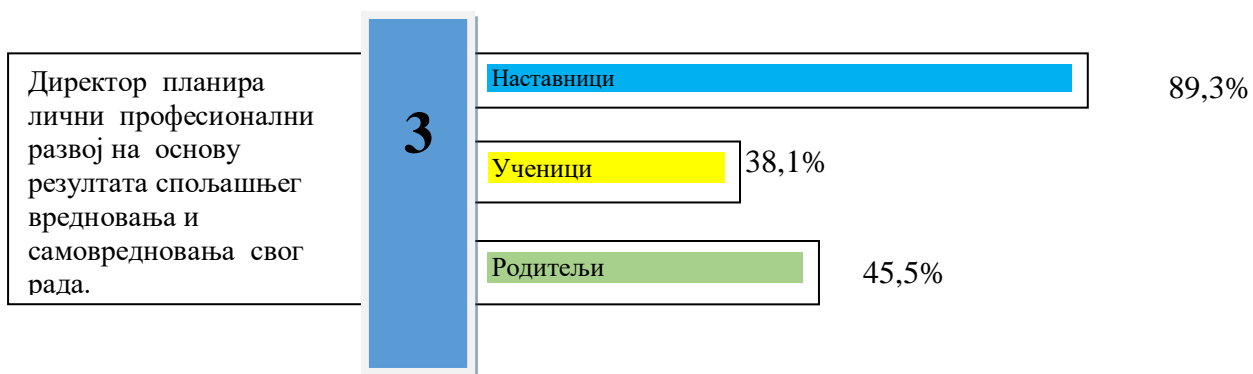 Директор планира
лични професионални
развој на основу
резултата спољашњег
вредновања и
самовредновања свог
рада.
3
Наставници
89,3%
Ученици
38,1%
Родитељи
45,5%